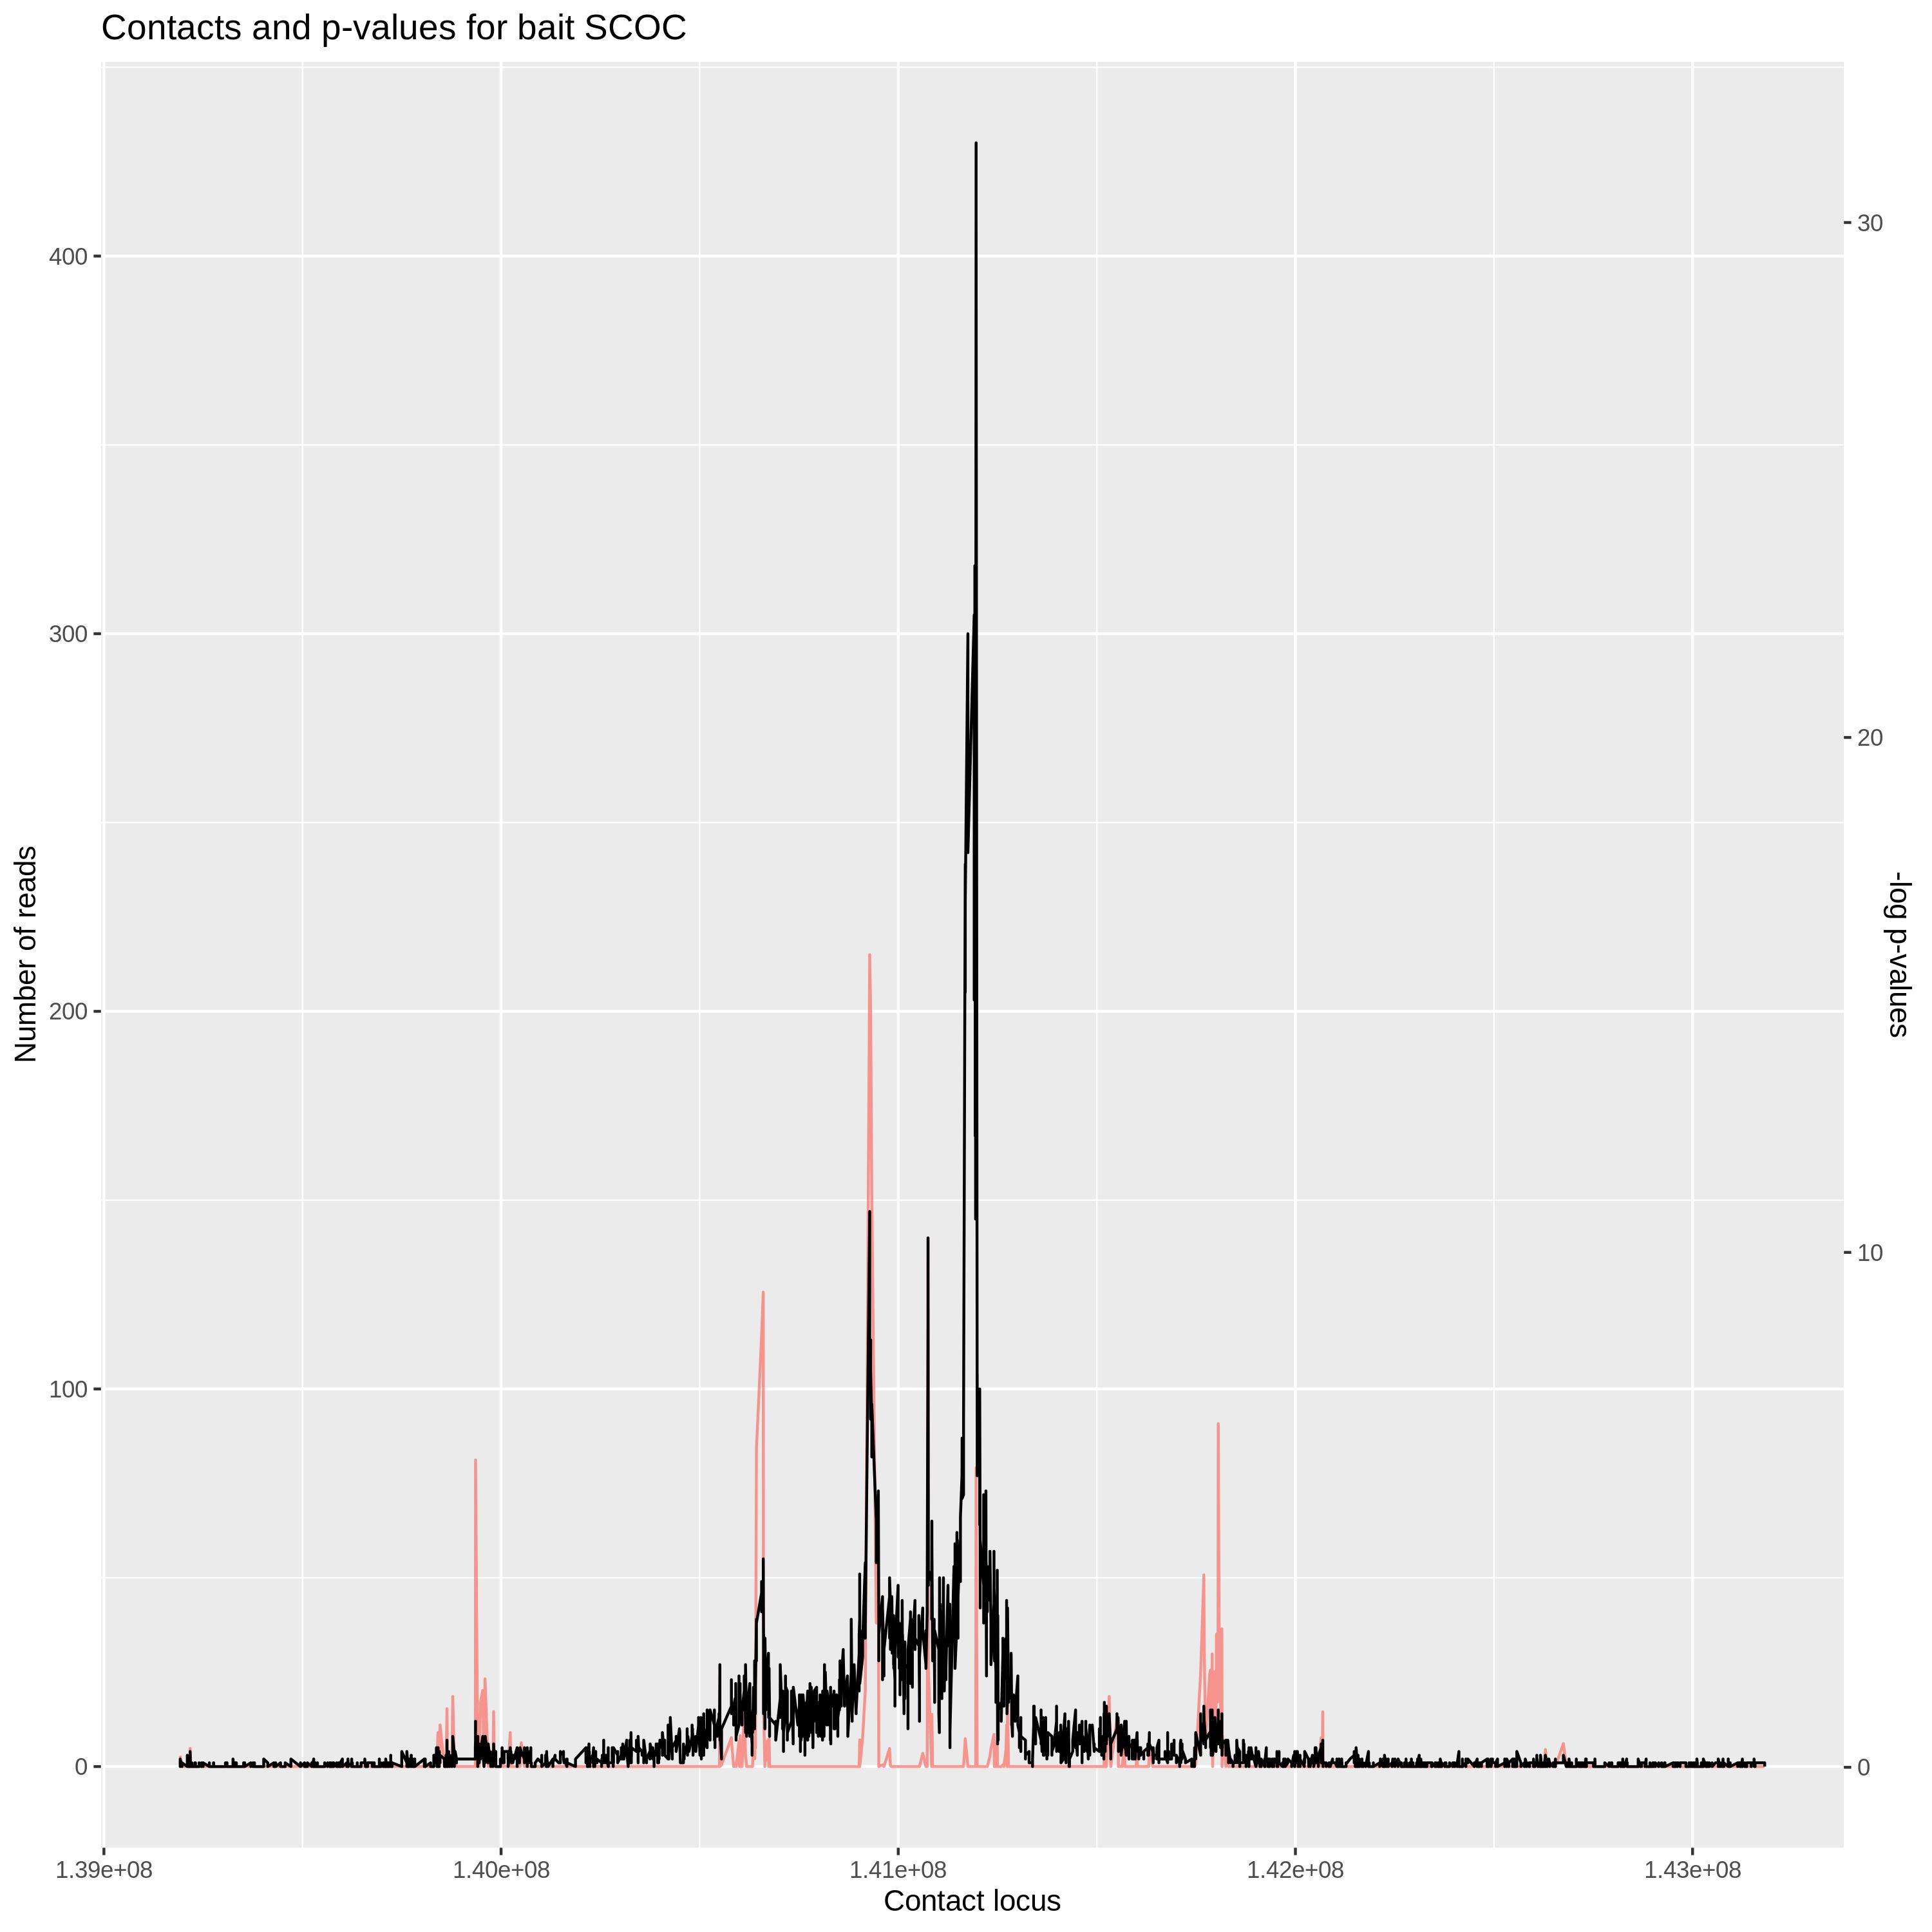 Contacts and p-values for bait SCOC
400
300
200
100
0
30
20
10
0
Number of reads
-log p-values
1.39e+08 1.40e+08 1.41e+08 1.42e+08 1.43e+08
Contact locus